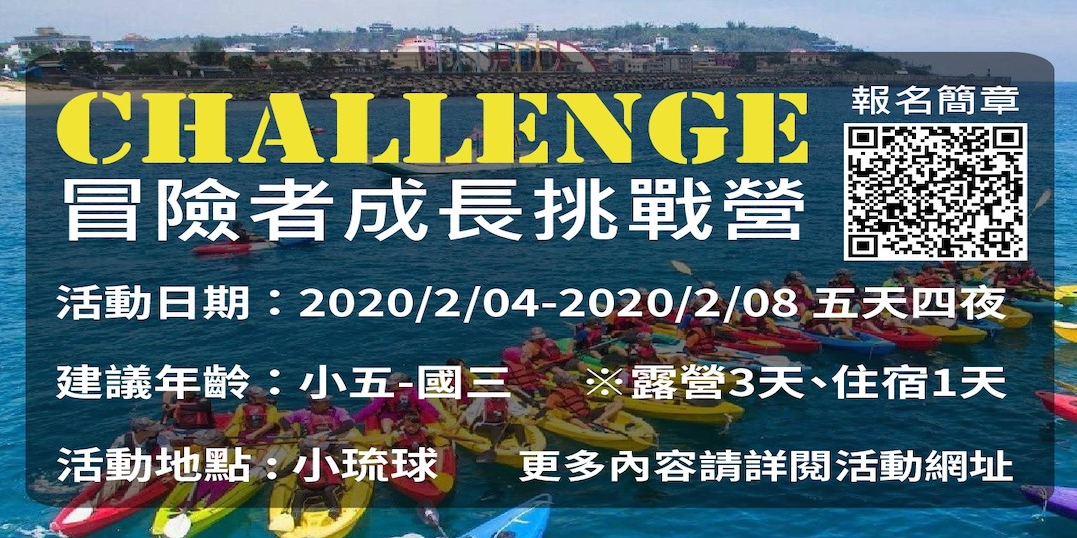 CHALLENGE
報名簡章
冒險者成長挑戰營
活動日期：2020/2/04-2020/2/08 五天四夜
建議年齡：小五-國三 ※露營3天、住宿1天
活動地點：小琉球 更多內容請詳閱活動網址